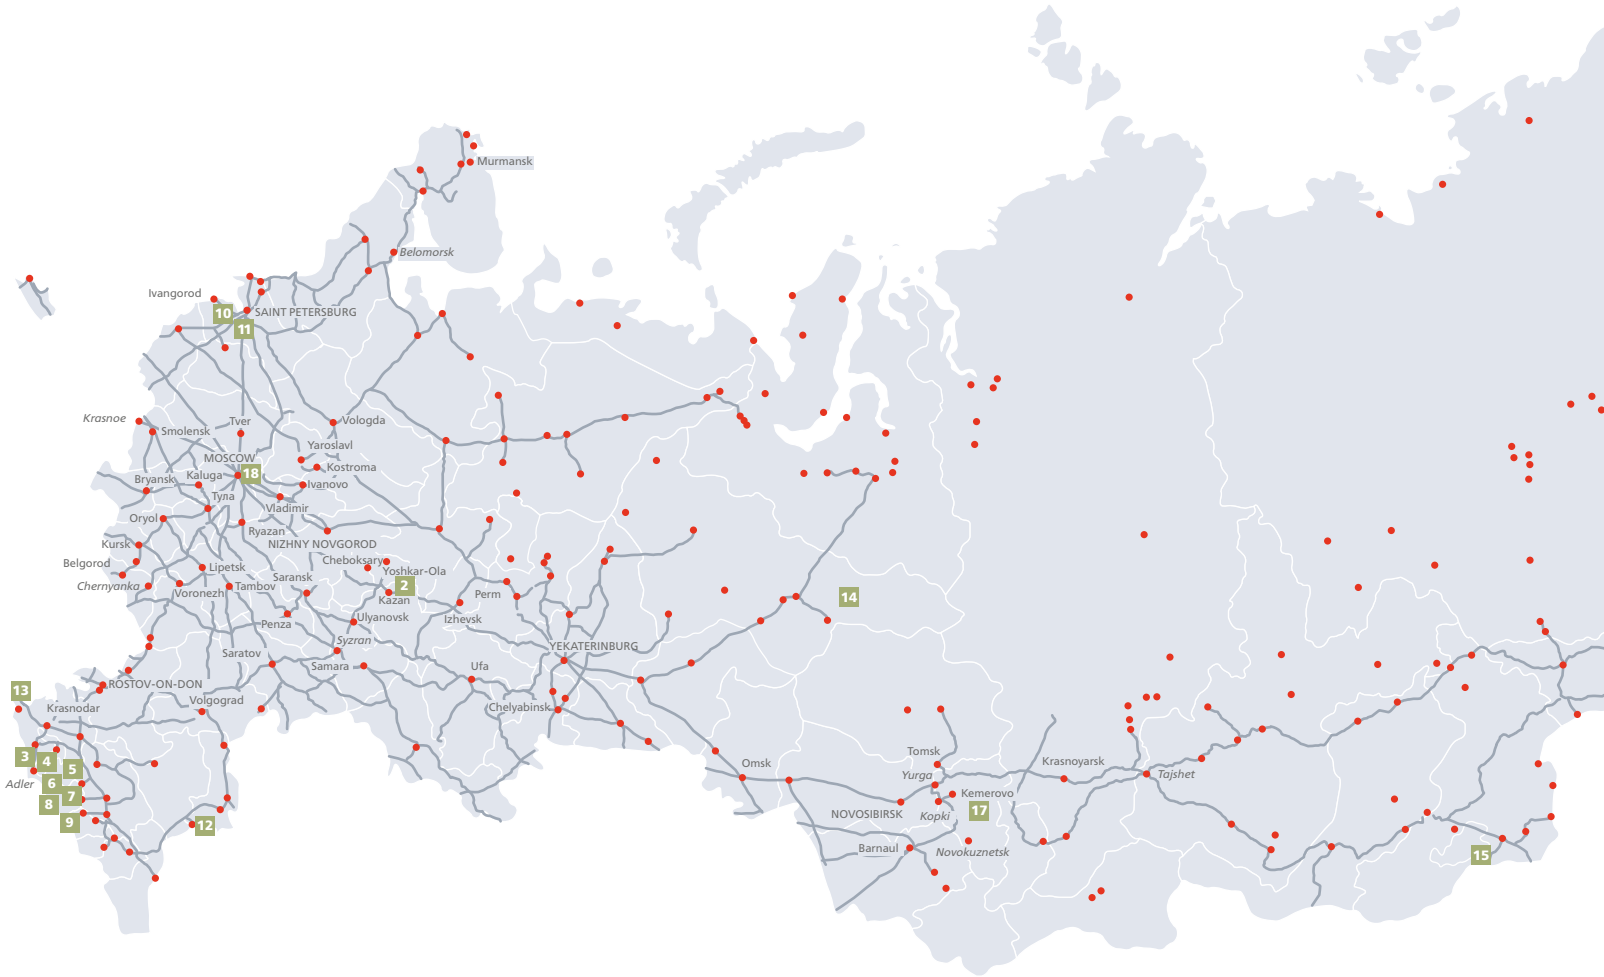 Murmansk
Belomorsk
Ivangorod
10
SAINT PETERSBURG
11
Krasnoe
Smolensk
Tver
Vologda
Yaroslavl
MOSCOW
18
Kostroma
Bryansk
Kaluga
Ivanovo
Тула
Vladimir
Oryol
Ryazan
Kursk
NIZHNY NOVGOROD
Belgorod
Cheboksary
Lipetsk
Yoshkar-Ola
Chernyanka
Saransk
2
Voronezh
Tambov
Kazan
Perm
14
Penza
Ulyanovsk
Izhevsk
Syzran
YEKATERINBURG
Saratov
Samara
Ufa
ROSTOV-ON-DON
13
Krasnodar
Volgograd
Chelyabinsk
3
4
5
Adler
6
7
8
9
12
Omsk
Tomsk
Yurga
Krasnoyarsk
Tajshet
Kemerovo
NOVOSIBIRSK
Kopki
17
Barnaul
Novokuznetsk
15